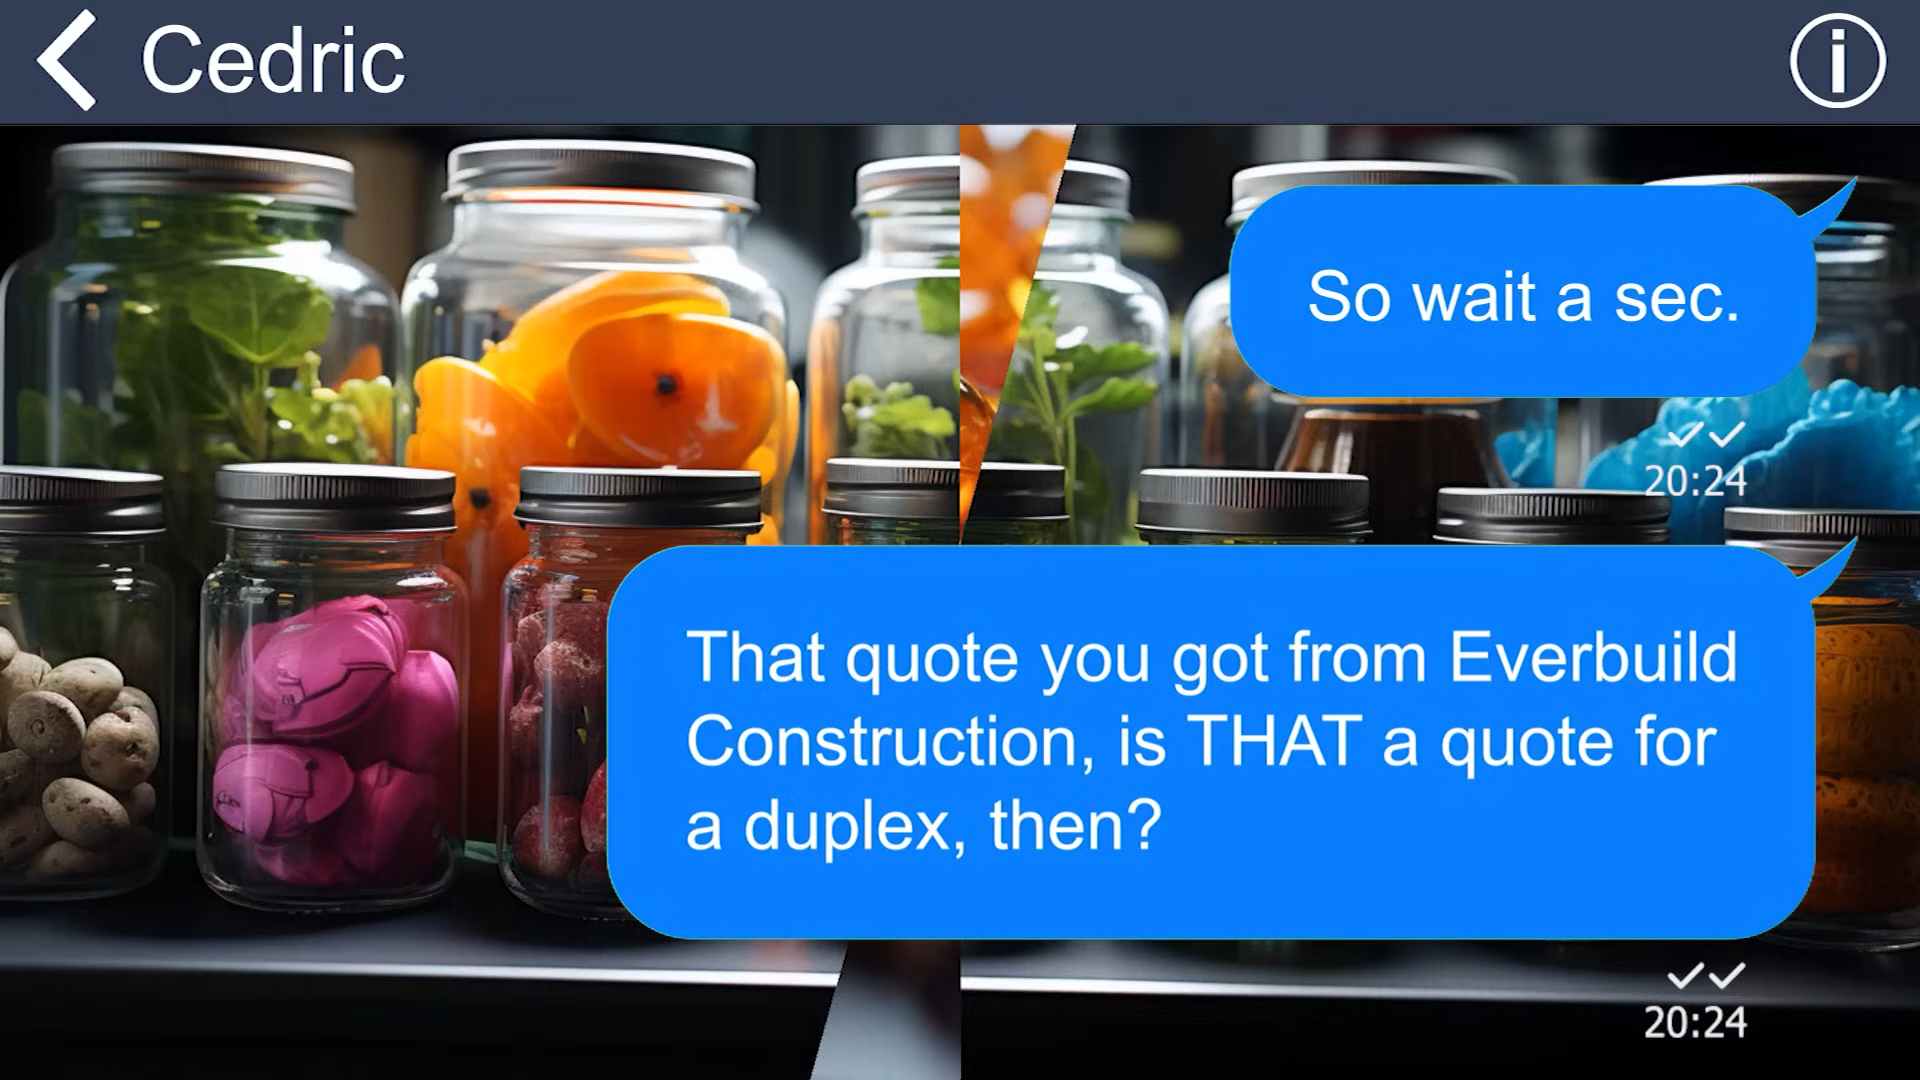 Cedric
So wait a sec.
20:24
That quote you got from Everbuild
Construction, is THAT a quote for
a duplex, then?
20:24